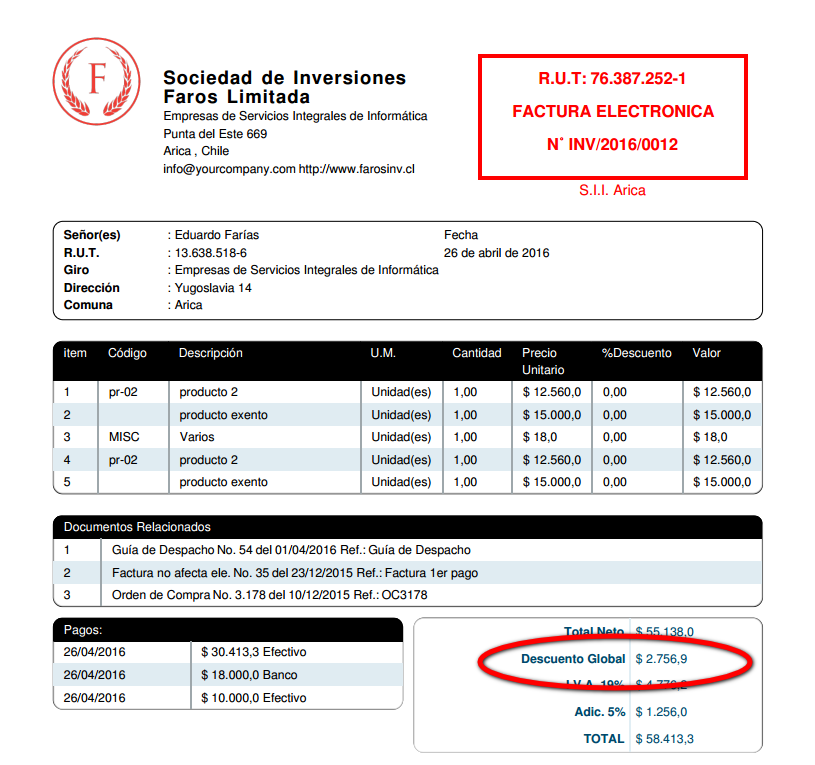 F
Sociedad de Inversiones
Faros Limitada
Empresas de Servicios Integrales de Informática
Punta del Este 669
Arica , Chile
info@yourcompany.com http://www.farosinv.cl
R.U.T: 76.387.252-1
FACTURA ELECTRONICA
N° INV/2016/0012
S.I.I. Arica
Señor(es) : Eduardo Farías Fecha
R.U.T. : 13.638.518-6 26 de abril de 2016
Giro : Empresas de Servicios Integrales de Informática
Dirección : Yugoslavia 14
Comuna : Arica
item Código Descripción U.M. Cantidad Precio Unitario %Descuento Valor
1 pr-02 producto 2 Unidad(es) 1,00 $ 12.560,0 0,00 $ 12.560,0
2 producto exento Unidad(es) 1,00 $ 15.000,0 0,00 $ 15.000,0
3 MISC Varios Unidad(es) 1,00 $ 18,0 0,00 $ 18,0
4 pr-02 producto 2 Unidad(es) 1,00 $ 12.560,0 0,00 $ 12.560,0
5 producto exento Unidad(es) 1,00 $ 15.000,0 0,00 $ 15.000,0
Documentos Relacionados
1 Guía de Despacho No. 54 del 01/04/2016 Ref.: Guía de Despacho
2 Factura no afecta ele. No. 35 del 23/12/2015 Ref.: Factura 1er pago
3 Orden de Compra No. 3.178 del 10/12/2015 Ref.: OC3178
Pagos:
26/04/2016 $ 30.413,3 Efectivo
26/04/2016 $ 18.000,0 Banco
26/04/2016 $ 10.000,0 Efectivo
Total Neto $ 55.138,0
Descuento Global $ 2.756,9
I.V.A. 19%
Adic. 5% $ 1.256,0
TOTAL $ 58.413,3